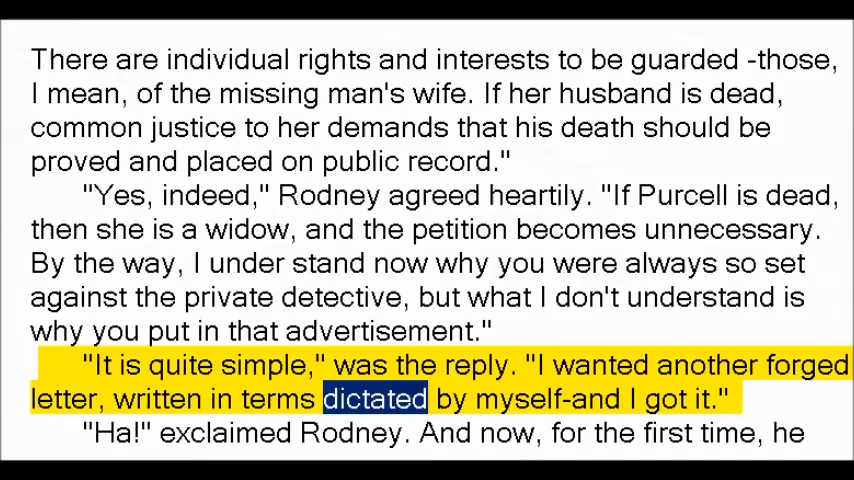 There are individual rights and interests to be guarded -those,
I mean, of the missing man's wife. If her husband is dead,
common justice to her demands that his death should be
proved and placed on public record."
"Yes, indeed," Rodney agreed heartily. "If Purcell is dead,
then she is a widow, and the petition becomes unnecessary.
By the way, I under stand now why you were always so set
against the private detective, but what I don't understand is
why you put in that advertisement."
"It is quite simple," was the reply. "I wanted another forged
letter, written in terms dictated by myself-and I got it."
"Ha!" exclaimed Rodney. And now, for the first time, he